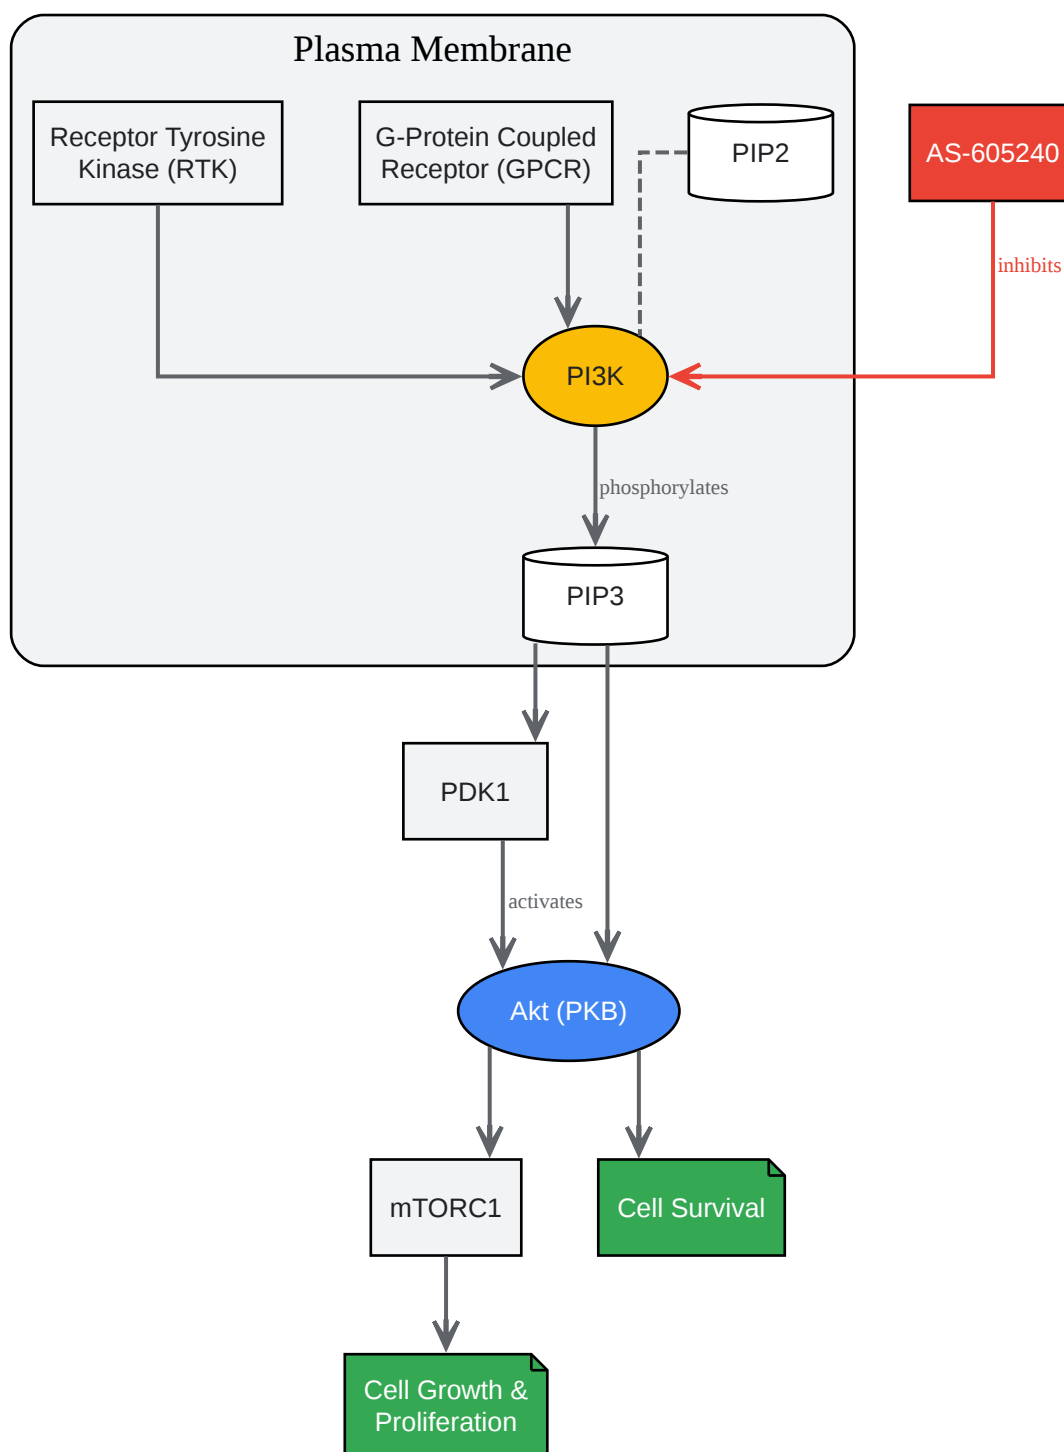 Plasma Membrane
Receptor Tyrosine
Kinase (RTK)
G-Protein Coupled
Receptor (GPCR)
PIP2
AS-605240
inhibits
PI3K
phosphorylates
PIP3
PDK1
activates
Akt (PKB)
mTORC1
Cell Survival
Cell Growth &
Proliferation